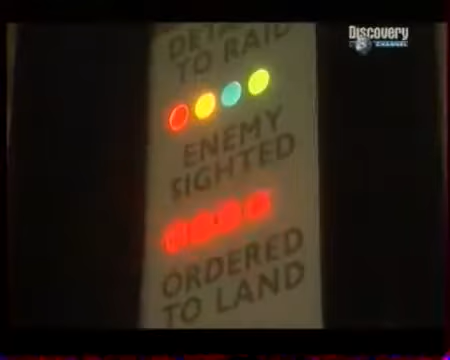 Discovery
CHANNEL
TO RAID
ENEMY
SIGHTED
ORDERED
TO LAND